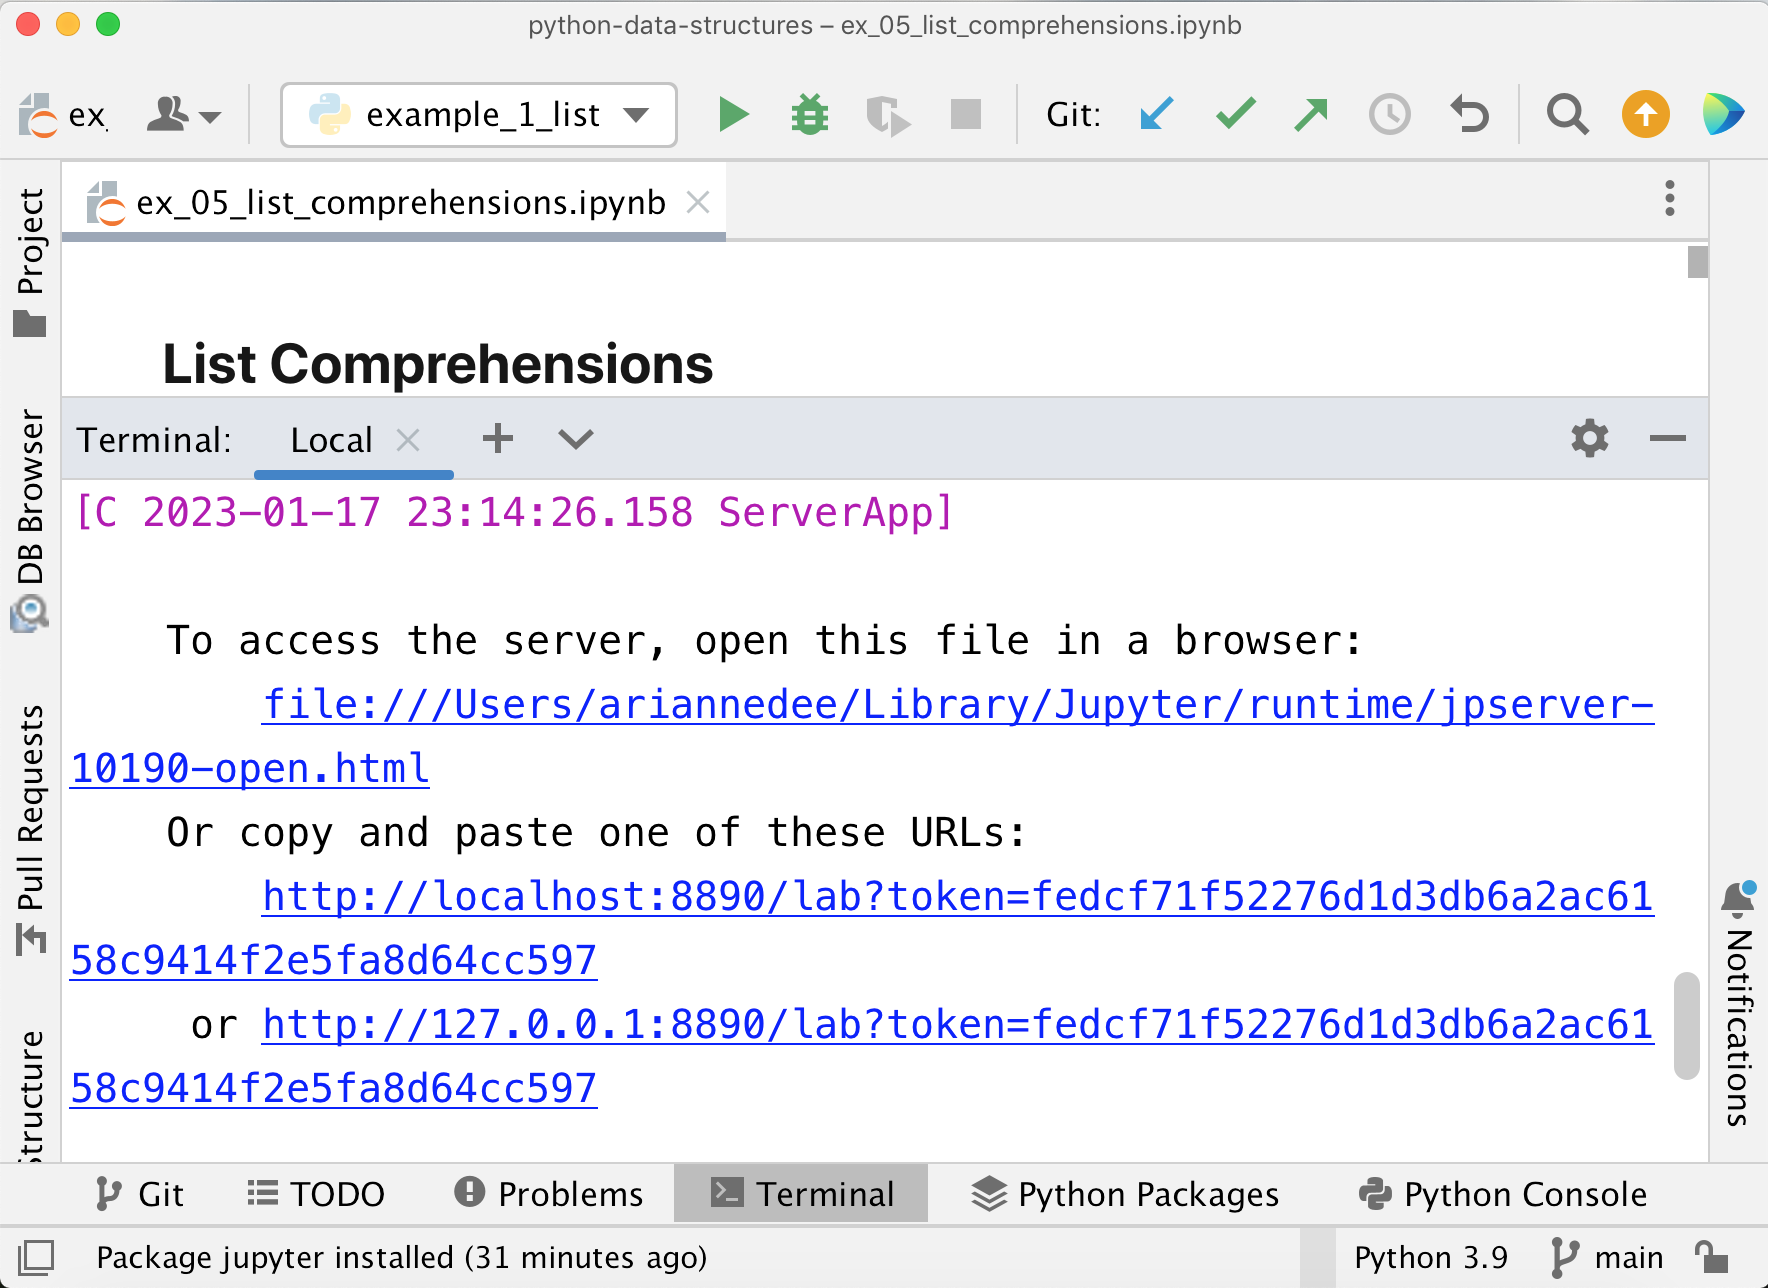 python-data-structures – ex_05_list_comprehensions.ipynb
ex
example_1_list
Git:
Project
DB Browser
Pull Requests
Structure
ex_05_list_comprehensions.ipynb
List Comprehensions
Terminal:
Local
[C 2023-01-17 23:14:26.158 ServerApp]
To access the server, open this file in a browser:
file:///Users/ariannedee/Library/Jupyter/runtime/jpserver-
10190-open.html
Or copy and paste one of these URLs:
http://localhost:8890/lab?token=fedcf71f52276d1d3db6a2ac61
58c9414f2e5fa8d64cc597
or http://127.0.0.1:8890/lab?token=fedcf71f52276d1d3db6a2ac61
58c9414f2e5fa8d64cc597
Notifications
Git
TODO
Problems
Terminal
Python Packages
Python Console
Package jupyter installed (31 minutes ago)
Python 3.9
main